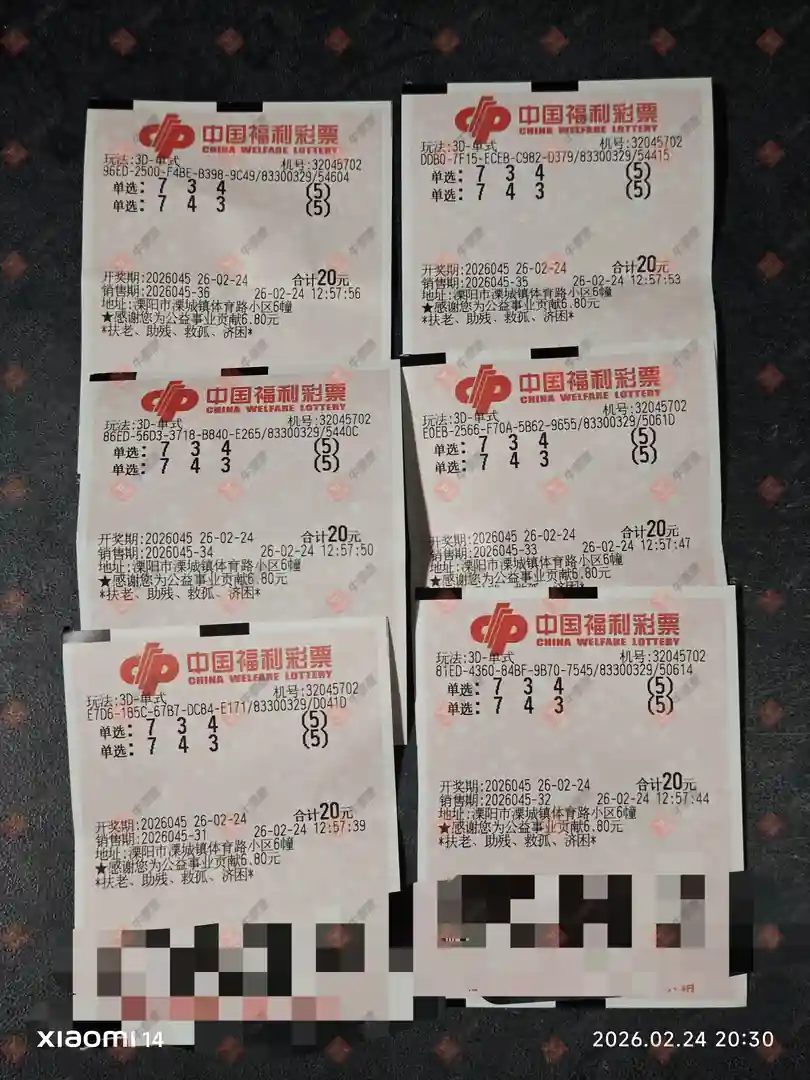 中国福利彩票
CHINA WELFARE LOTTERY
玩法:3D-单式 机号:32045702
96ED-2500-F4BE-B398-9C49/83300329/54604
单选: 7 3 4 (5)
单选: 7 4 3 (5)
开奖期:2026045 26-02-24 合计20元
销售期:2026045-36 26-02-24 12:57:56
地址:溧阳市溧城镇体育路小区6幢
★感谢您为公益事业贡献6.80元
*扶老、助残、救孤、济困*
中国福利彩票
CHINA WELFARE LOTTERY
玩法:3D-单式 机号:32045702
DDBQ-7F15-ECEB-C982-D379/83300329/54415
单选: 7 3 4 (5)
单选: 7 4 3 (5)
开奖期:2026045 26-02-24 合计20元
销售期:2026045-35 26-02-24 12:57:53
地址:溧阳市溧城镇体育路小区6幢
★感谢您为公益事业贡献6.80元
*扶老、助残、救孤、济困*
中国福利彩票
CHINA WELFARE LOTTERY
玩法:3D-单式 机号:32045702
86ED-56D3-3718-B840-E265/83300329/5440C
单选: 7 3 4 (5)
单选: 7 4 3 (5)
开奖期:2026045 26-02-24 合计20元
销售期:2026045-34 26-02-24 12:57:50
地址:溧阳市溧城镇体育路小区6幢
★感谢您为公益事业贡献6.80元
*扶老、助残、救孤、济困*
中国福利彩票
CHINA WELFARE LOTTERY
玩法:3D-单式 机号:32045702
E0EB-2566-F70A-5B62-9655/83300329/5061D
单选: 7 3 4 (5)
单选: 7 4 3 (5)
开奖期:2026045 26-02-24 合计20元
销售期:2026045-33 26-02-24 12:57:47
地址:溧阳市溧城镇体育路小区6幢
★感谢您为公益事业贡献6.80元
中国福利彩票
CHINA WELFARE LOTTERY
玩法:3D-单式 机号:32045702
E7D6-185C-67B7-DC84-E171/83300329/D041D
单选: 7 3 4 (5)
单选: 7 4 3 (5)
开奖期:2026045 26-02-24 合计20元
销售期:2026045-31 26-02-24 12:57:39
地址:溧阳市溧城镇体育路小区6幢
★感谢您为公益事业贡献6.80元
*扶老、助残、救孤、济困*
中国福利彩票
CHINA WELFARE LOTTERY
玩法:3D-单式 机号:32045702
81ED-4360-84BF-9B70-7545/83300329/50614
单选: 7 3 4 (5)
单选: 7 4 3 (5)
开奖期:2026045 26-02-24 合计20元
销售期:2026045-32 26-02-24 12:57:44
地址:溧阳市溧城镇体育路小区6幢
★感谢您为公益事业贡献6.80元
*扶老、助残、救孤、济困*
XIAOMI 14
2026.02.24 20:30